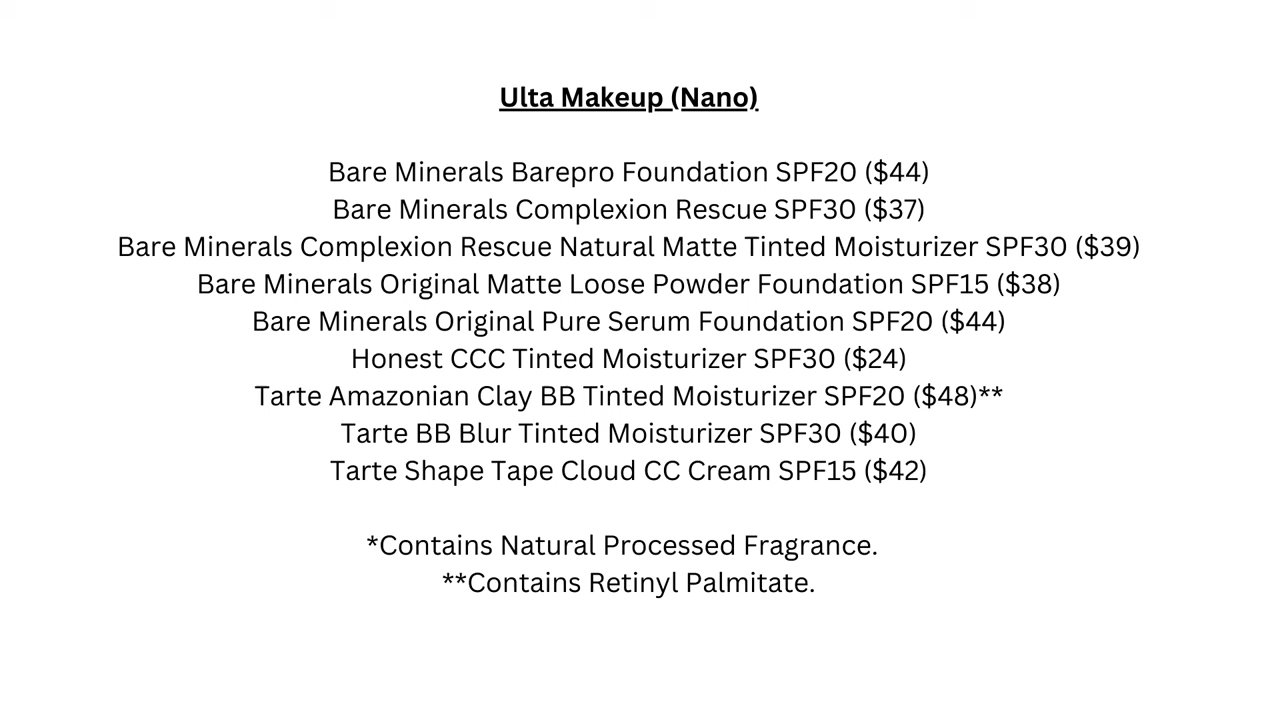 Ulta Makeup (Nano)
Bare Minerals Barepro Foundation SPF20 ($44)
Bare Minerals Complexion Rescue SPF30 ($37)
Bare Minerals Complexion Rescue Natural Matte Tinted Moisturizer SPF30 ($39)
Bare Minerals Original Matte Loose Powder Foundation SPF15 ($38)
Bare Minerals Original Pure Serum Foundation SPF20 ($44)
Honest CCC Tinted Moisturizer SPF30 ($24)
Tarte Amazonian Clay BB Tinted Moisturizer SPF20 ($48)**
Tarte BB Blur Tinted Moisturizer SPF30 ($40)
Tarte Shape Tape Cloud CC Cream SPF15 ($42)
*Contains Natural Processed Fragrance.
**Contains Retinyl Palmitate.